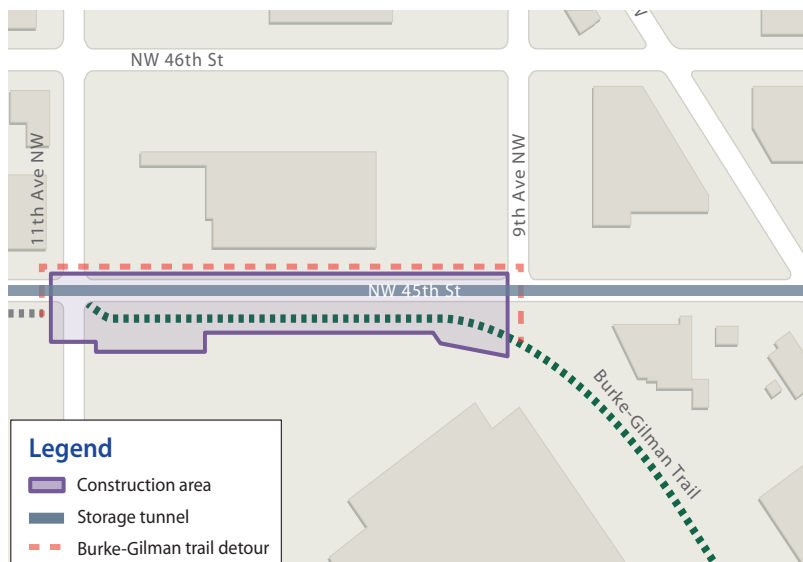 NW 46th St
11th Ave NW
9th Ave NW
NW 45th St
Burke-Gilman Trail
Legend
Construction area
Storage tunnel
Burke-Gilman trail detour